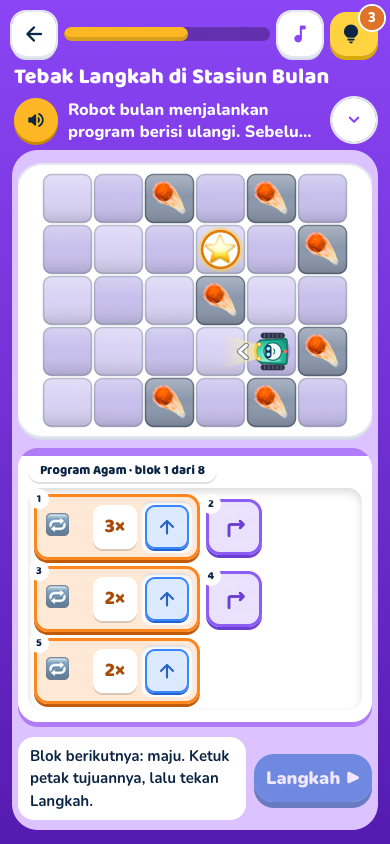 3
Tebak Langkah di Stasiun Bulan
Robot bulan menjalankan
program berisi ulangi. Sebelu...
Program Agam · blok 1 dari 8
1
3×
2
3
2×
4
5
2×
Blok berikutnya: maju. Ketuk
petak tujuannya, lalu tekan
Langkah.
Langkah